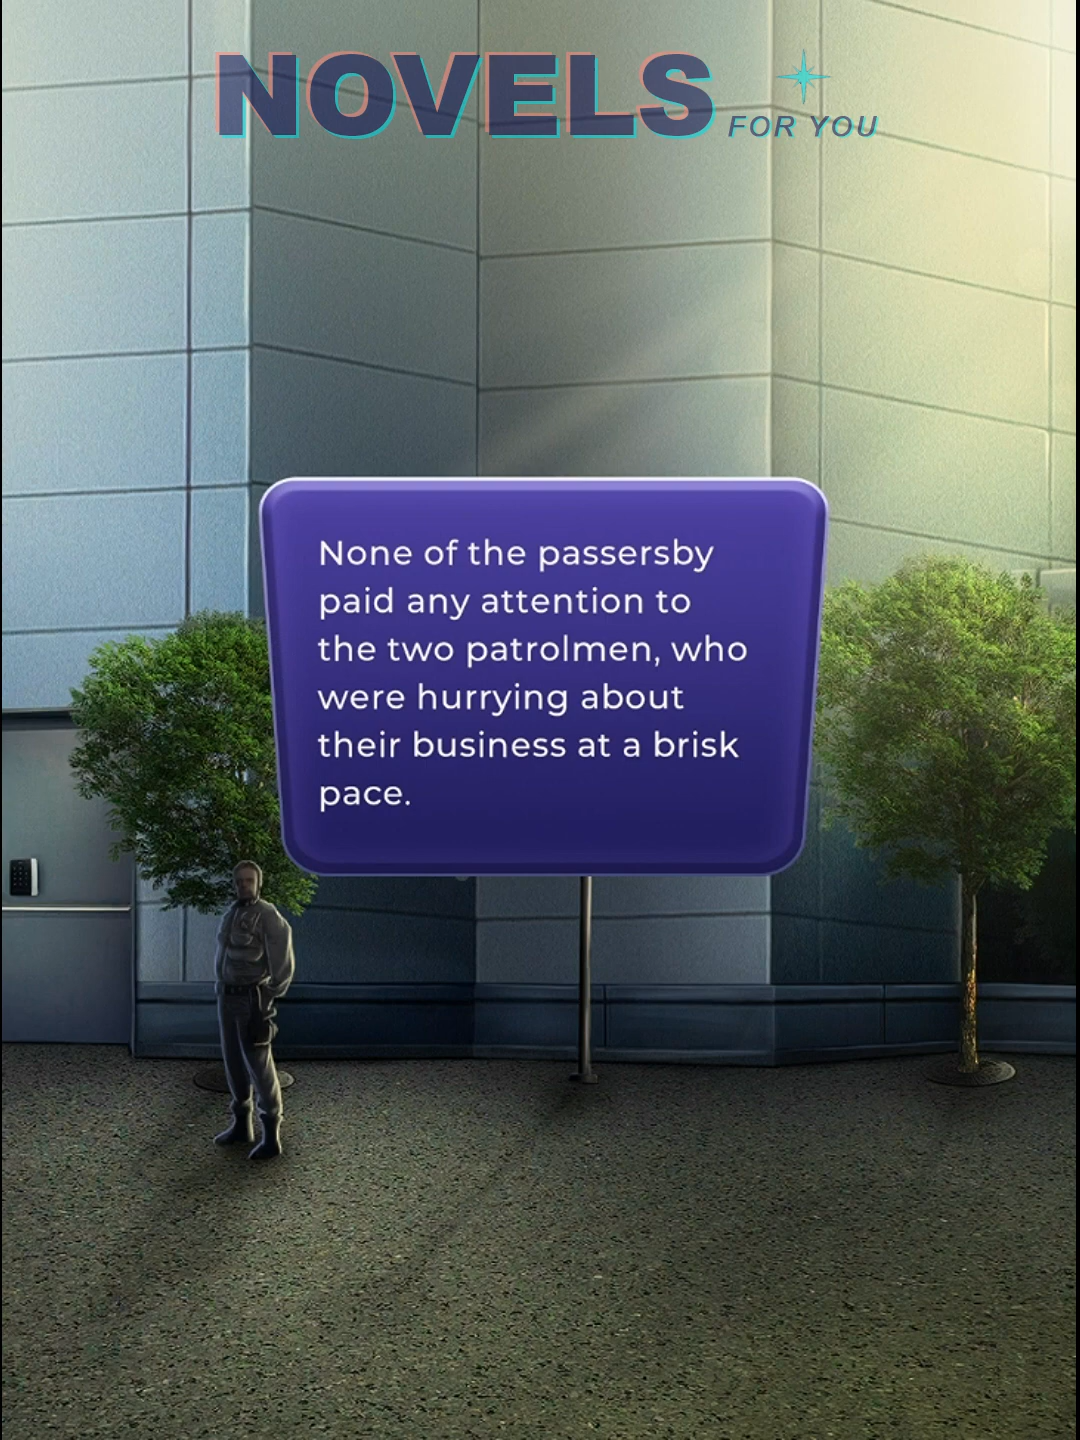 NOVELS
FOR YOU
None of the passersby
paid any attention to
the two patrolmen, who
were hurrying about
their business at a brisk
pace.